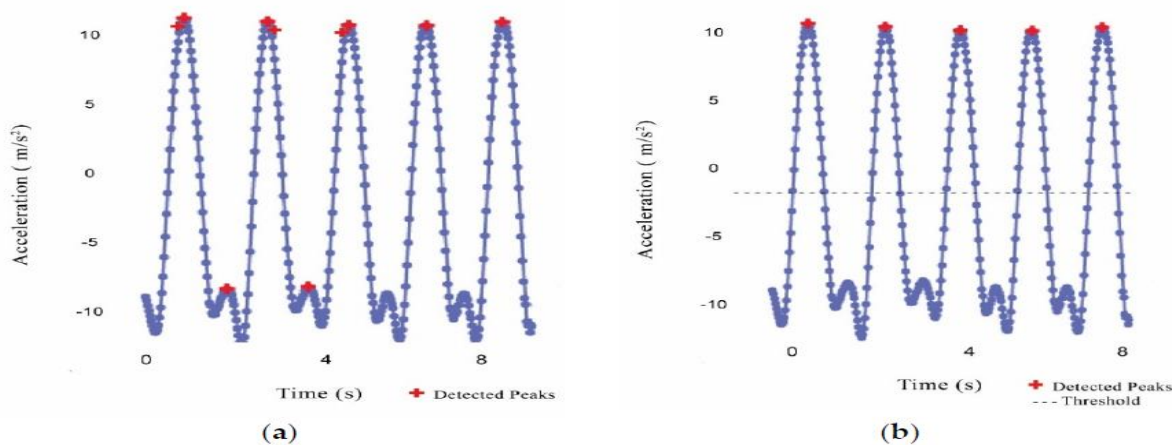 10
5
0
-5
-10
Acceleration ( m/s²)
0 4 8
Time (s) Detected Peaks
(a)
10
5
0
-5
-10
Acceleration ( m/s²)
0 4 8
Time (s) Detected Peaks
---- Threshold
(b)